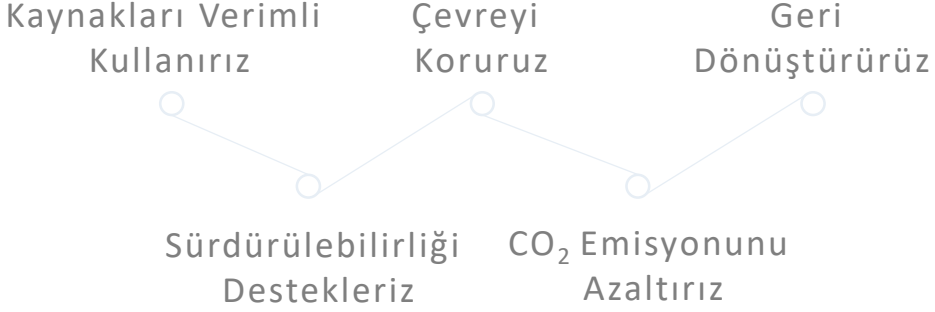 Kaynakları Verimli
Kullanırız
Çevreyi
Koruruz
Geri
Dönüştürürüz
Sürdürülebilirliği
Destekleriz
CO₂ Emisyonunu
Azaltırız